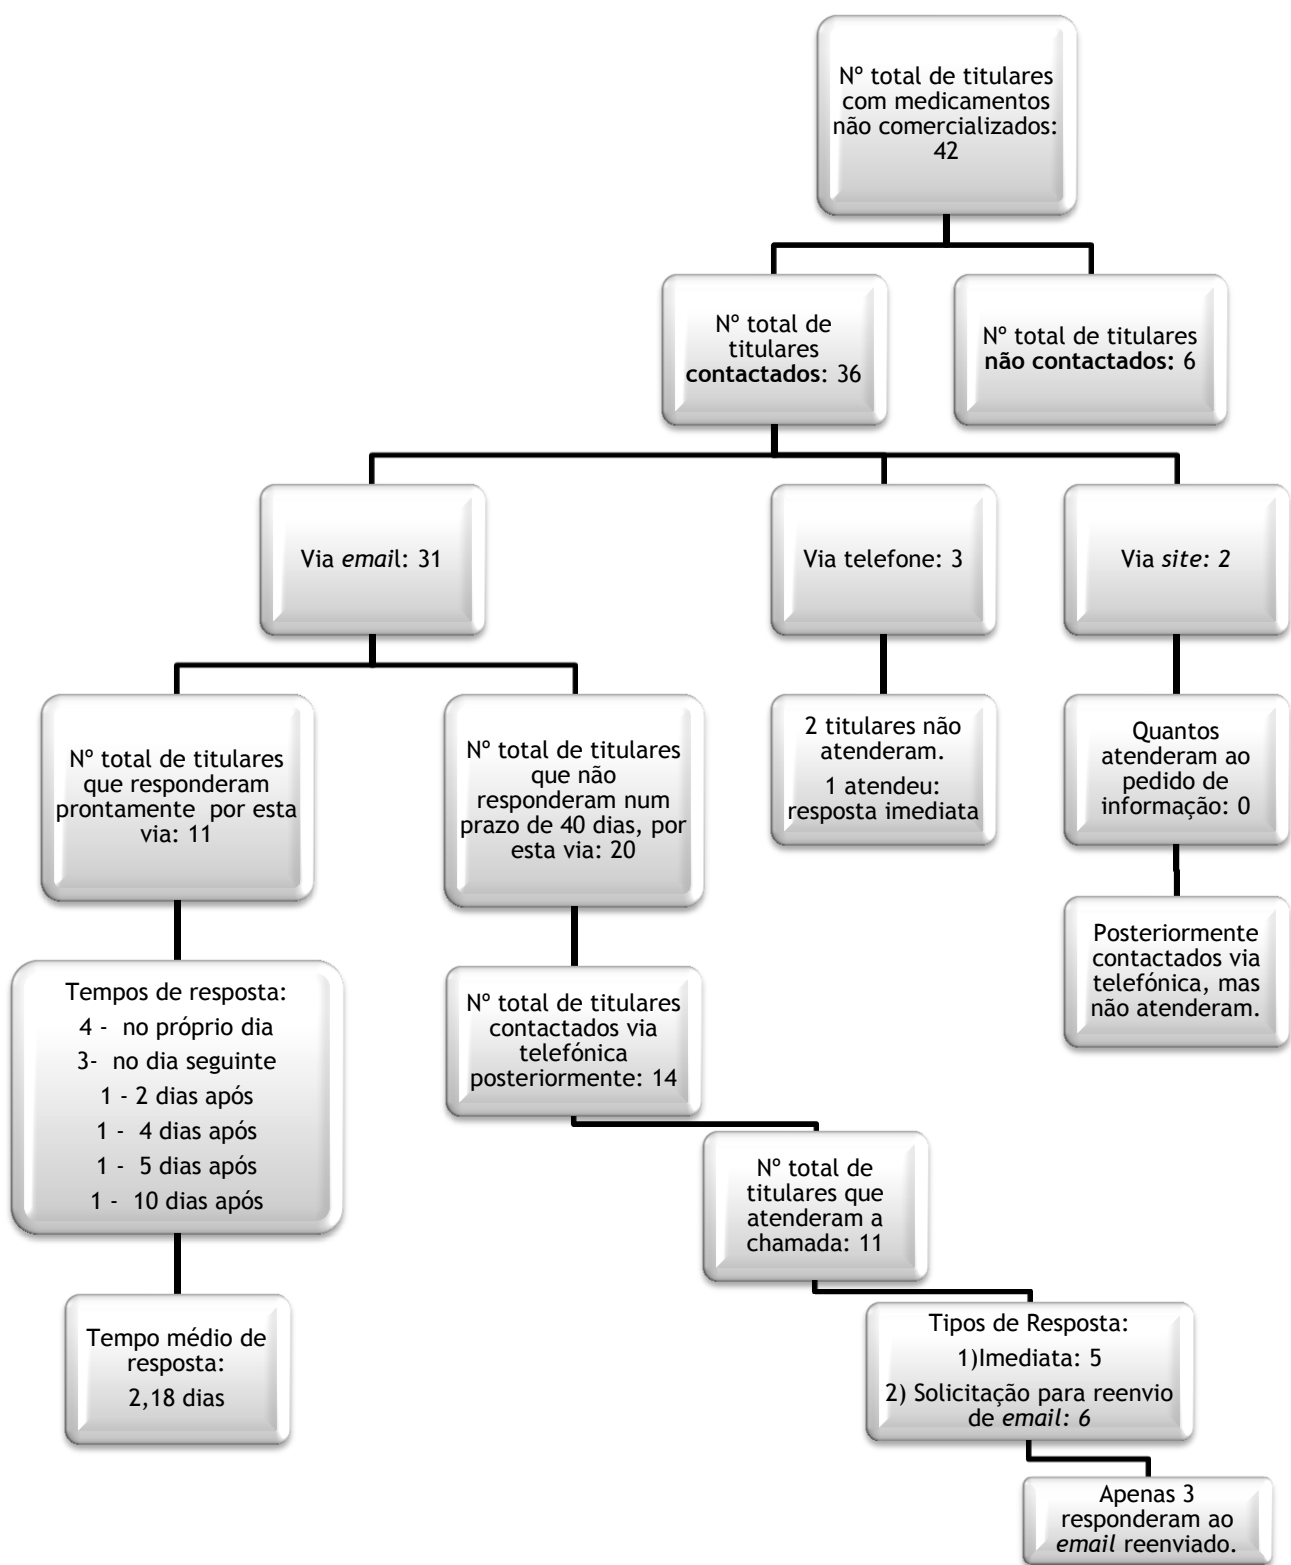 Nº total de titulares
com medicamentos
não comercializados:
42
Nº total de
titulares
contactados: 36
Nº total de titulares
não contactados: 6
Via email: 31
Via telefone: 3
Via site: 2
Nº total de titulares
que responderam
prontamente por esta
via: 11
Nº total de titulares
que não
responderam num
prazo de 40 dias, por
esta via: 20
2 titulares não
atenderam.
1 atendeu:
resposta imediata
Quantos
atenderam ao
pedido de
informação: 0
Tempos de resposta:
4 - no próprio dia
3- no dia seguinte
1 - 2 dias após
1 - 4 dias após
1 - 5 dias após
1 - 10 dias após
Nº total de titulares
contactados via
telefónica
posteriormente: 14
Posteriormente
contactados via
telefónica, mas
não atenderam.
Nº total de
titulares que
atenderam a
chamada: 11
Tempo médio de
resposta:
2,18 dias
Tipos de Resposta:
1)Imediata: 5
2) Solicitação para reenvio
de email: 6
Apenas 3
responderam ao
email reenviado.